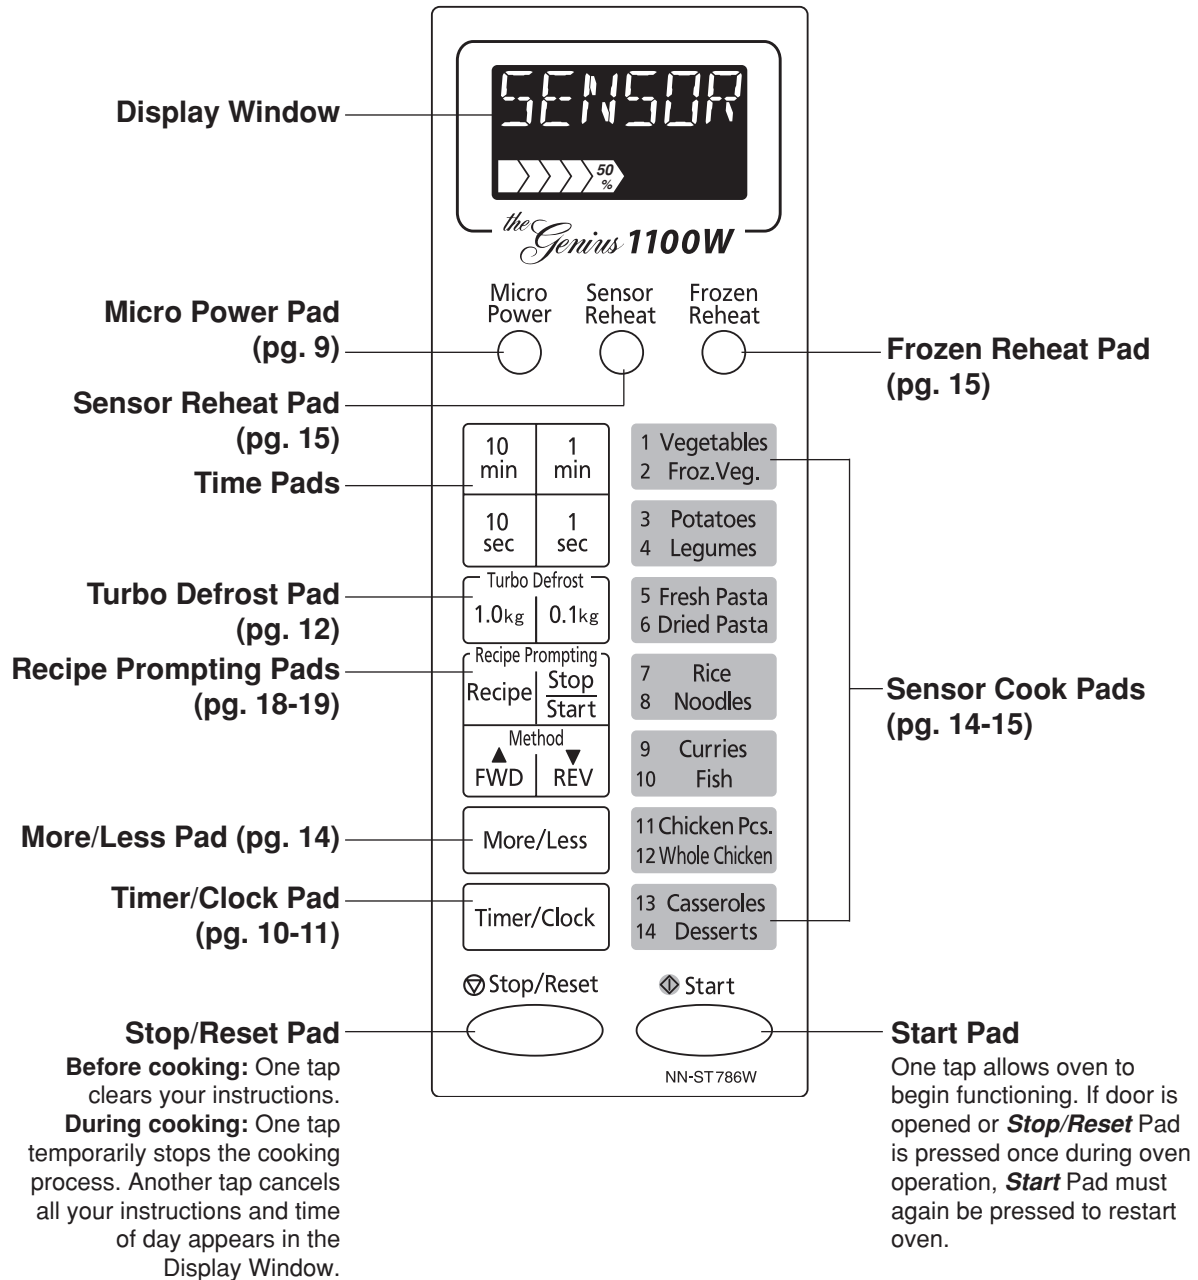 Display Window
SENSOR
50
%
the Genius 1100W
Micro Power Pad
(pg. 9)
Micro
Power
Sensor
Reheat
Frozen
Reheat
Frozen Reheat Pad
(pg. 15)
Sensor Reheat Pad
(pg. 15)
Time Pads
10
min
1
min
10
sec
1
sec
1 Vegetables
2 Froz.Veg.
3 Potatoes
4 Legumes
Turbo Defrost Pad
(pg. 12)
Turbo Defrost
1.0kg
0.1kg
5 Fresh Pasta
6 Dried Pasta
Recipe Prompting Pads
(pg. 18-19)
Recipe Prompting
Recipe
Stop
Start
Method
▲
FWD
▼
REV
7 Rice
8 Noodles
Sensor Cook Pads
(pg. 14-15)
9 Curries
10 Fish
More/Less Pad (pg. 14)
More/Less
11 Chicken Pcs.
12 Whole Chicken
Timer/Clock Pad
(pg. 10-11)
Timer/Clock
13 Casseroles
14 Desserts
Stop/Reset
Start
NN-ST786W
Stop/Reset Pad
Before cooking: One tap
clears your instructions.
During cooking: One tap
temporarily stops the cooking
process. Another tap cancels
all your instructions and time
of day appears in the
Display Window.
Start Pad
One tap allows oven to
begin functioning. If door is
opened or Stop/Reset Pad
is pressed once during oven
operation, Start Pad must
again be pressed to restart
oven.